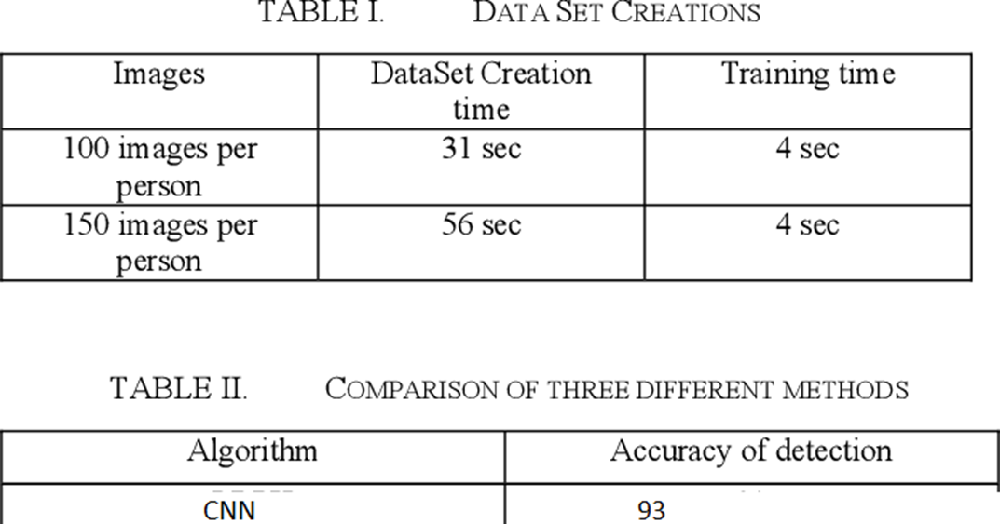 TABLE I. DATA SET CREATIONS
Images DataSet Creation Training time
time
100 images per 31 sec 4 sec
person
150 images per 56 sec 4 sec
person
TABLE II. COMPARISON OF THREE DIFFERENT METHODS
Algorithm Accuracy of detection
CNN 93